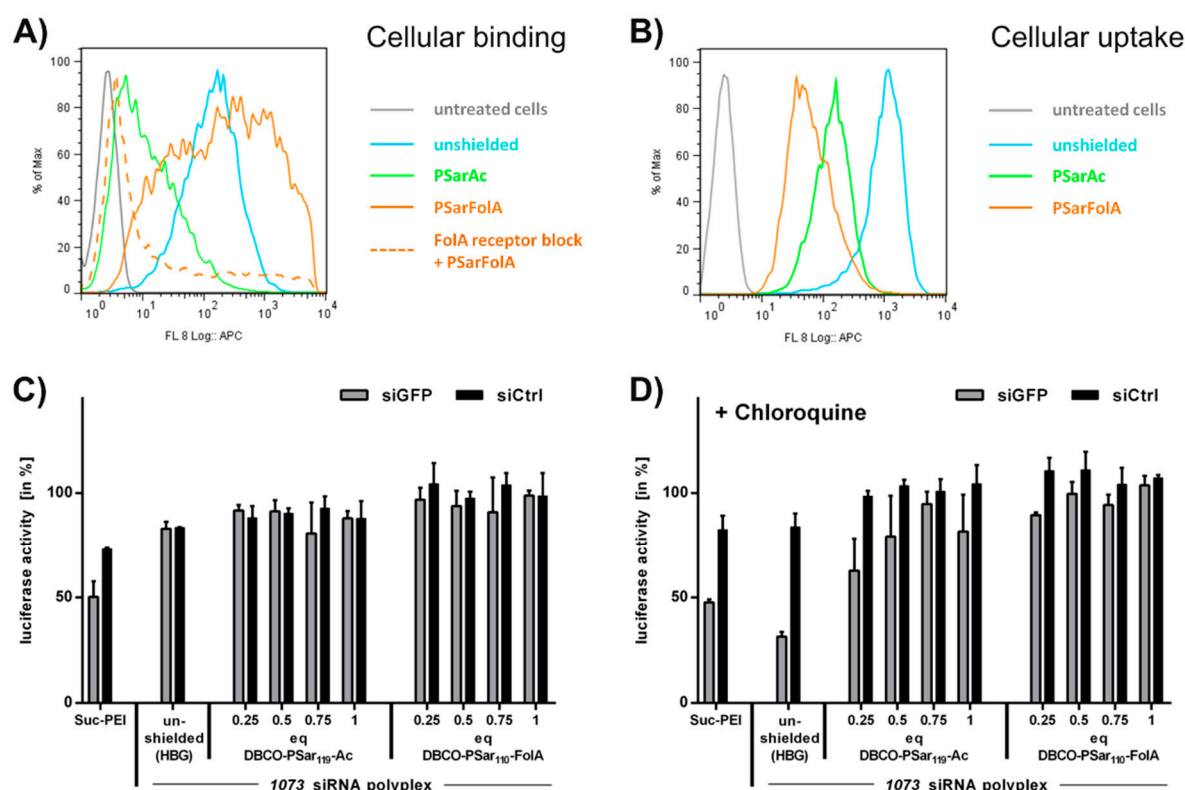 A)
Cellular binding
100
80
60
40
20
0
% of Max
10^0 10^1 10^2 10^3 10^4
FL 8 Log:: APC
untreated cells
unshielded
PSarAc
PSarFolA
FolA receptor block
+ PSarFolA
B)
Cellular uptake
100
80
60
40
20
0
% of Max
10^0 10^1 10^2 10^3 10^4
FL 8 Log:: APC
untreated cells
unshielded
PSarAc
PSarFolA
C)
siGFP siCtrl
luciferase activity [in %]
100
50
0
Suc-PEI
un-
shielded
(HBG)
0.25 0.5 0.75 1
eq
DBCO-PSar119-Ac
0.25 0.5 0.75 1
DBCO-PSar110-FolA
1073 siRNA polyplex
D)
+ Chloroquine
siGFP siCtrl
luciferase activity [in %]
100
50
0
Suc-PEI
un-
shielded
(HBG)
0.25 0.5 0.75 1
eq
DBCO-PSar119-Ac
0.25 0.5 0.75 1
DBCO-PSar110-FolA
1073 siRNA polyplex